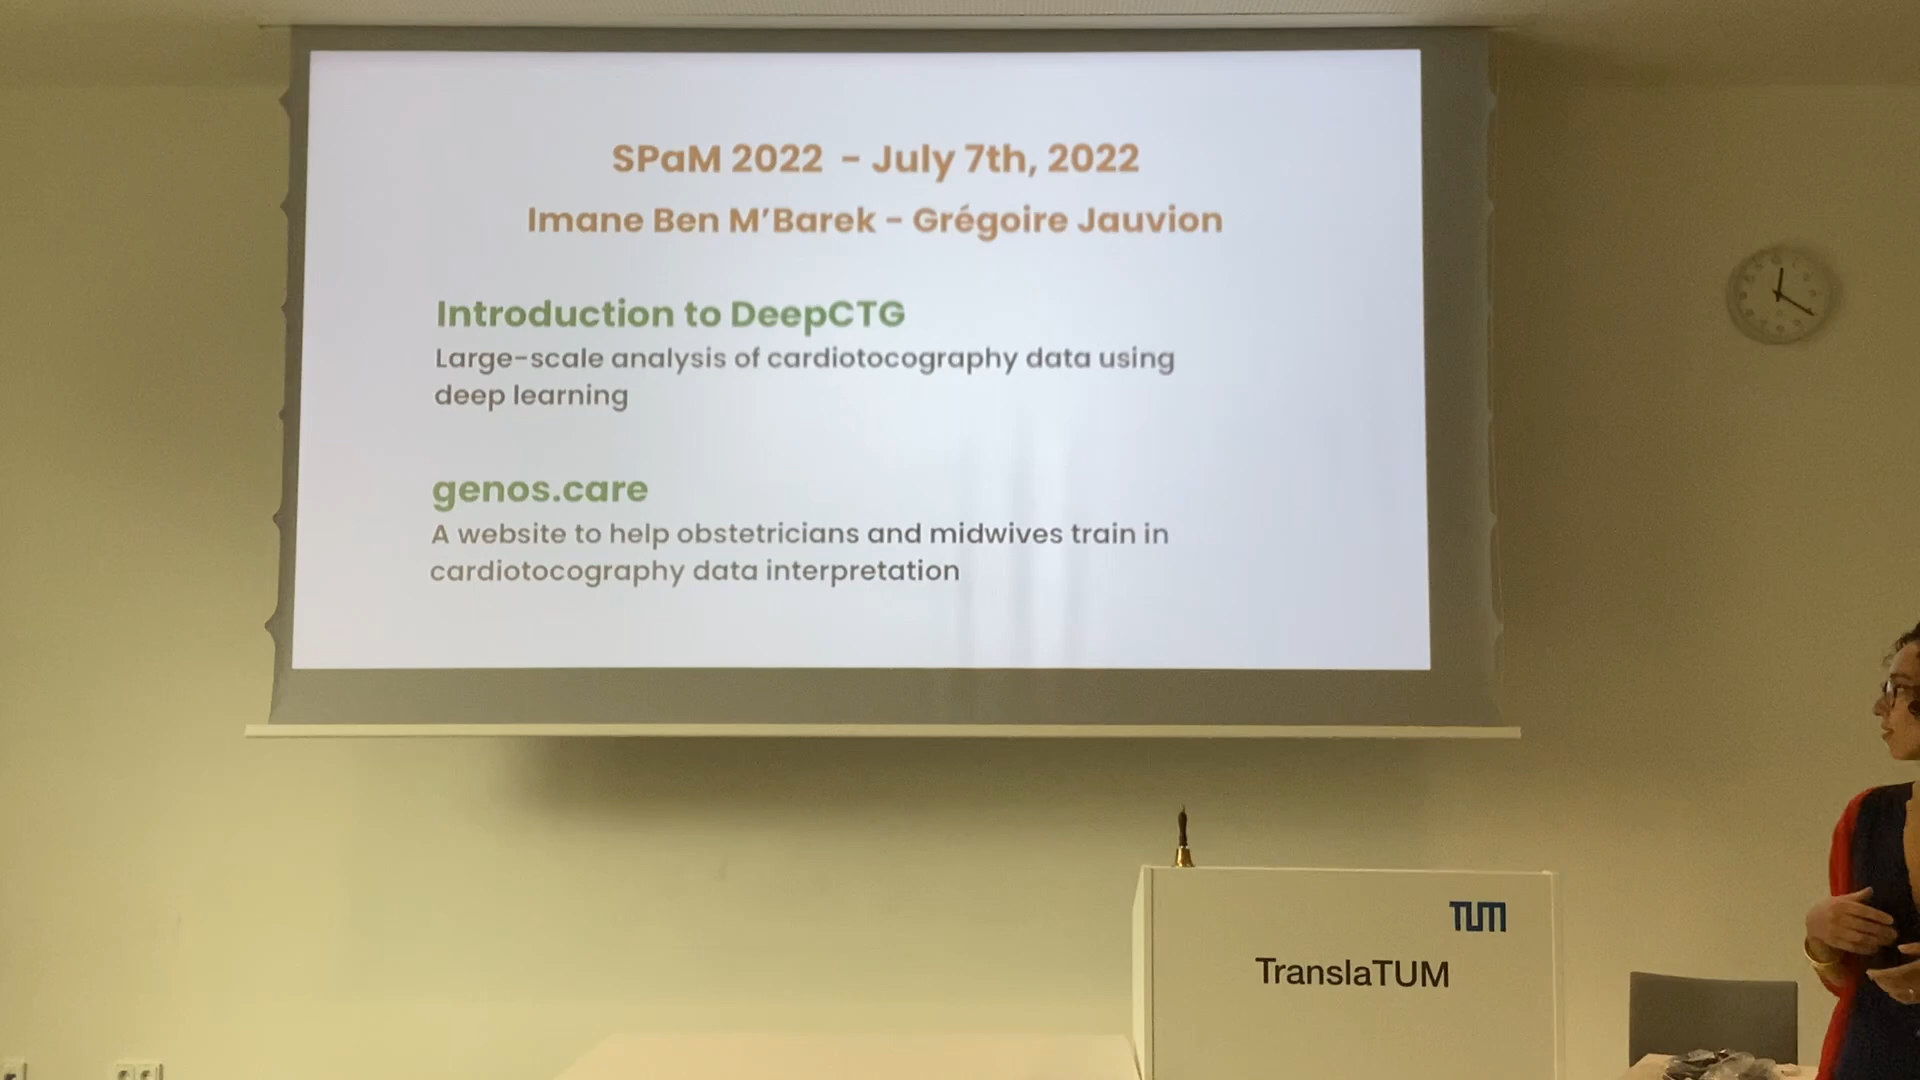 SPaM 2022 - July 7th, 2022
Imane Ben M'Barek - Grégoire Jauvion
Introduction to DeepCTG
Large-scale analysis of cardiotocography data using
deep learning
genos.care
A website to help obstetricians and midwives train in
cardiotocography data interpretation
TUM
TranslaTUM